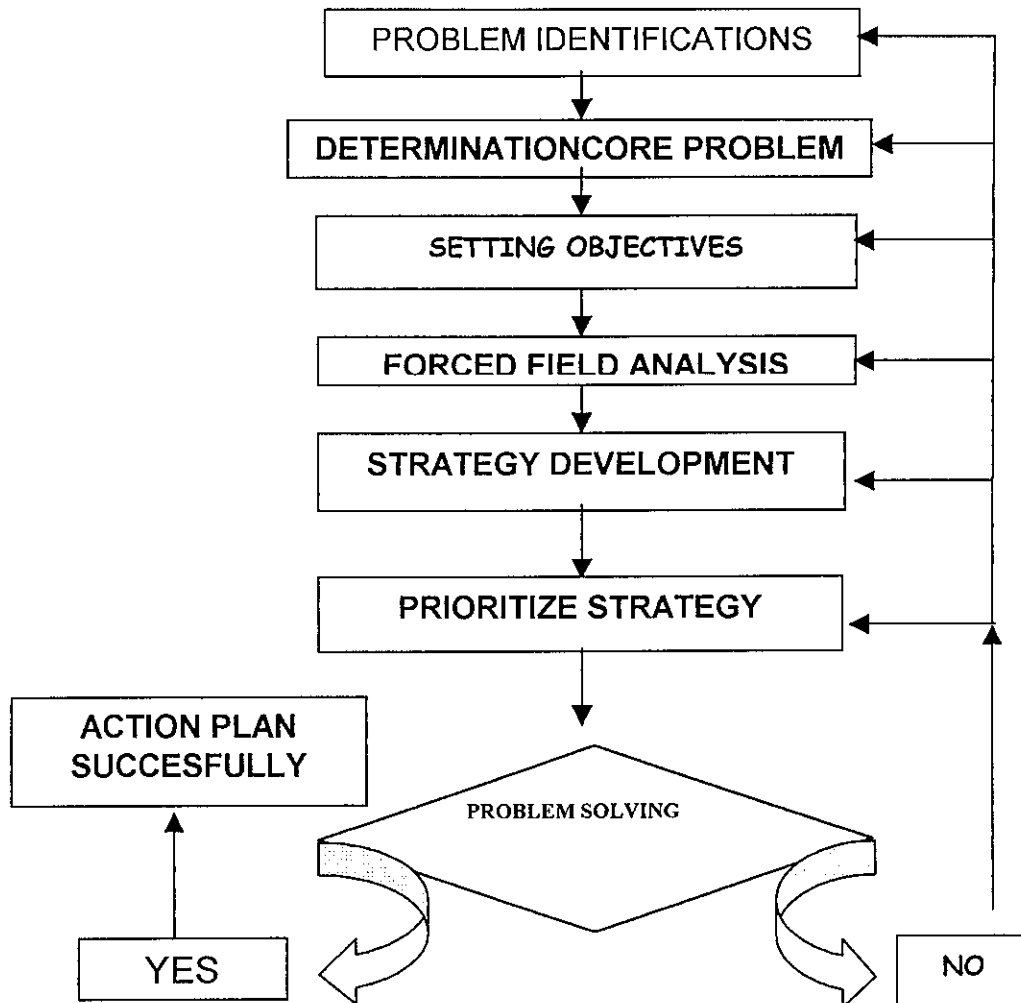 PROBLEM IDENTIFICATIONS
DETERMINATIONCORE PROBLEM
SETTING OBJECTIVES
FORCED FIELD ANALYSIS
STRATEGY DEVELOPMENT
PRIORITIZE STRATEGY
ACTION PLAN
SUCCESFULLY
PROBLEM SOLVING
YES
NO